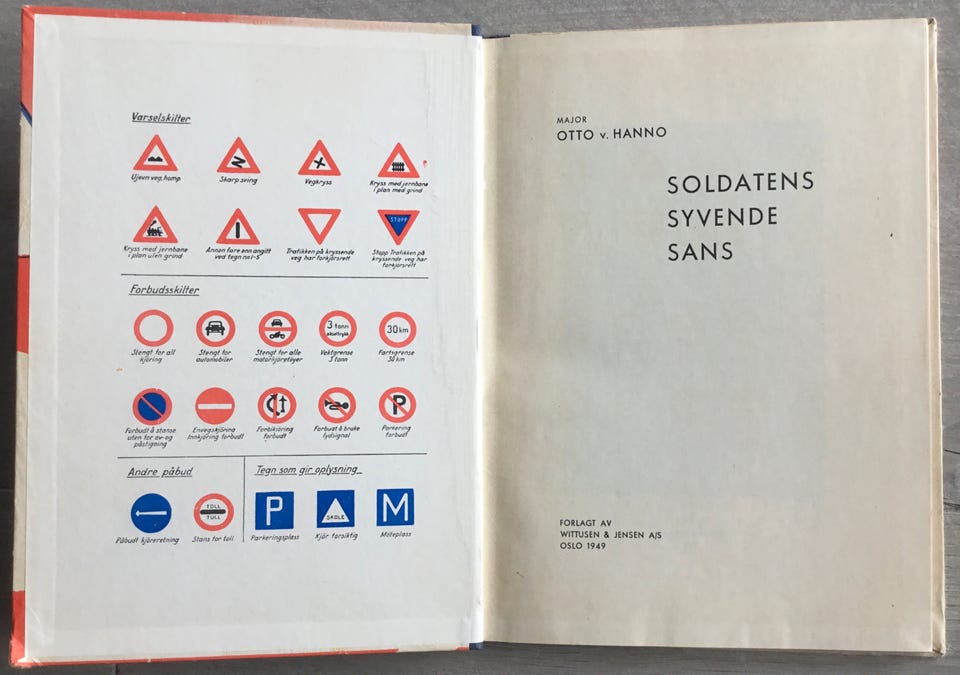 Varselskilter
Ujevn veg, hump
Skarp sving
Vegkryss
Kryss med jernbane
i plan med grind
Kryss med jernbane
i plan uten grind
Annen fare enn angitt
ved tegn nr. 1-5
Trafikken på kryssende
veg har forkjørsrett
STOPP
Stopp Trafikken på
kryssende veg har
forkjørsrett
Forbudsskilter
Stengt for all
kjøring
Stengt for
automobiler
Stengt for alle
motorkjøretøyer
3 tonn
akseltrykk
Vektgrense
3 tonn
30 km
Fartsgrense
30 km
Forbudt å stanse
uten for av-og
påstigning
Envegskjøring
Innkjøring forbudt
Forbikjøring
forbudt
Forbudt å bruke
lydsignal
P
Parkering
forbudt
Andre påbud
Påbudt kjøreretning
TOLL
TULL
Stans for toll
Tegn som gir oplysning
P
Parkeringsplass
SKOLE
Kjør forsiktig
M
Møteplass
MAJOR
OTTO v. HANNO
SOLDATENS
SYVENDE
SANS
FORLAGT AV
WITTUSEN & JENSEN A/S
OSLO 1949